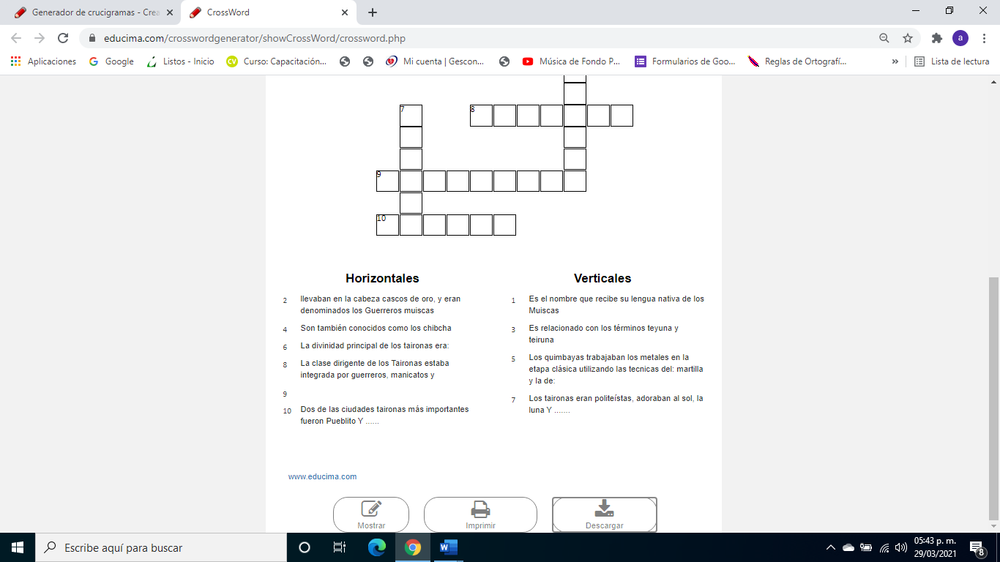 Generador de crucigramas - Crea
CrossWord
educima.com/crosswordgenerator/showCrossWord/crossword.php
a
Aplicaciones
Google
Listos - Inicio
CV
Curso: Capacitación...
Mi cuenta | Gescon...
Música de Fondo P...
Formularios de Goo...
Reglas de Ortografí...
»
Lista de lectura
7
8
9
10
Horizontales
2 llevaban en la cabeza cascos de oro, y eran
denominados los Guerreros muiscas
4 Son también conocidos como los chibcha
6 La divinidad principal de los taironas era:
8 La clase dirigente de los Taironas estaba
integrada por guerreros, manicatos y
9
10 Dos de las ciudades taironas más importantes
fueron Pueblito Y ......
Verticales
1 Es el nombre que recibe su lengua nativa de los
Muiscas
3 Es relacionado con los términos teyuna y
teiruna
5 Los quimbayas trabajaban los metales en la
etapa clásica utilizando las tecnicas del: martilla
y la de:
7 Los taironas eran politeístas, adoraban al sol, la
luna Y .......
www.educima.com
Mostrar
Imprimir
Descargar
Escribe aquí para buscar
05:43 p. m.
29/03/2021
8